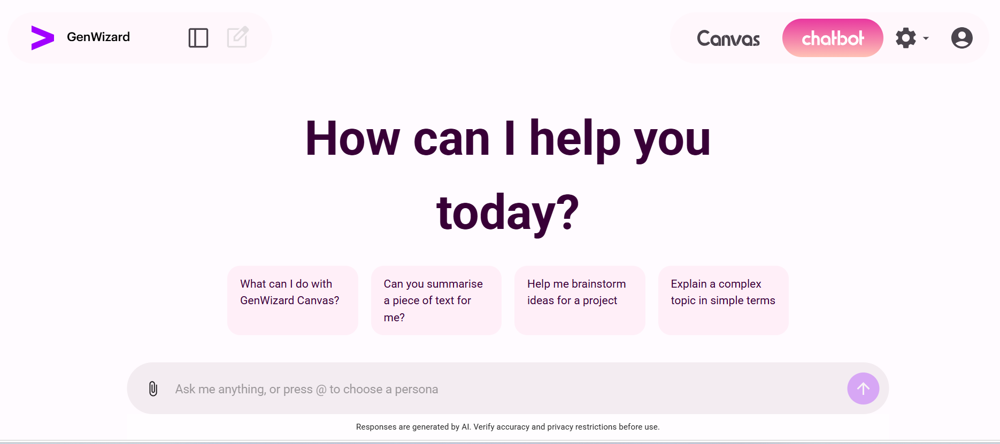 GenWizard
Canvas
chatbot
How can I help you
today?
What can I do with
GenWizard Canvas?
Can you summarise
a piece of text for
me?
Help me brainstorm
ideas for a project
Explain a complex
topic in simple terms
Ask me anything, or press @ to choose a persona
Responses are generated by AI. Verify accuracy and privacy restrictions before use.